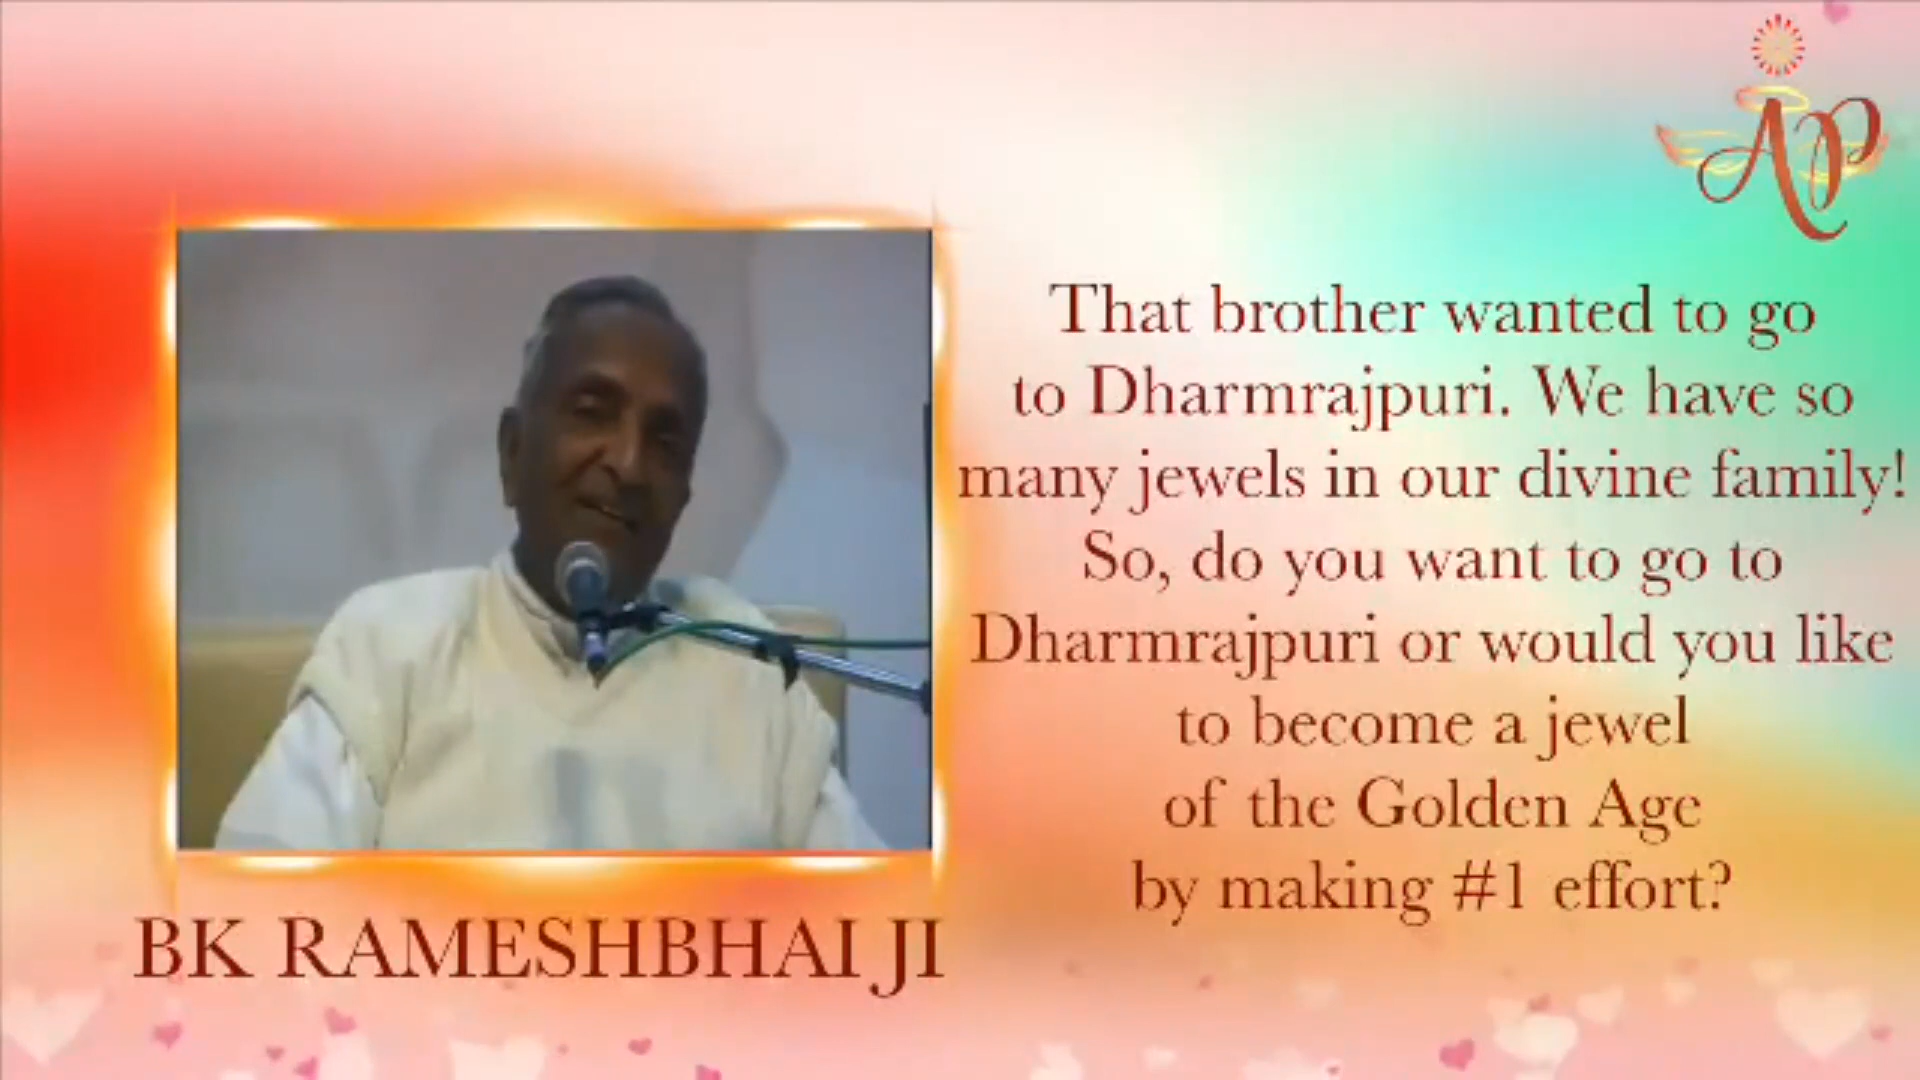 AP
That brother wanted to go
to Dharmrajpuri. We have so
many jewels in our divine family!
So, do you want to go to
Dharmrajpuri or would you like
to become a jewel
of the Golden Age
by making #1 effort?
BK RAMESHBHAI JI